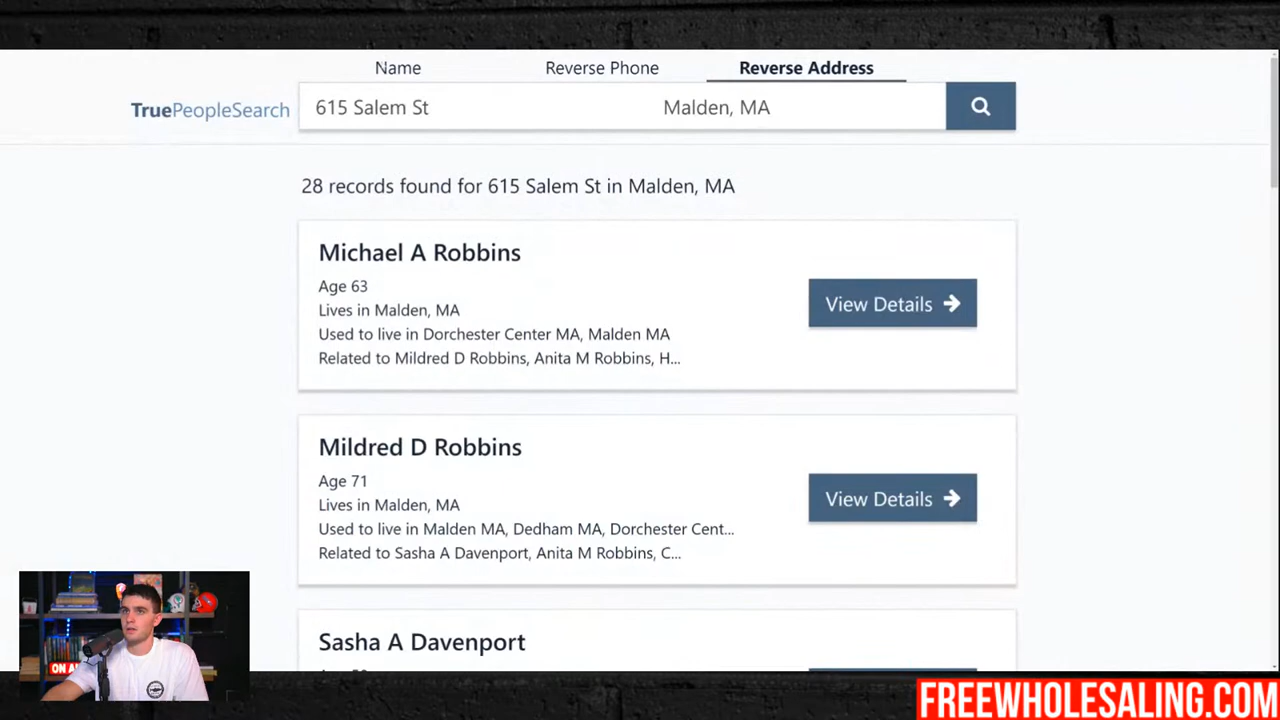 Name Reverse Phone Reverse Address
TruePeopleSearch 615 Salem St Malden, MA
28 records found for 615 Salem St in Malden, MA
Michael A Robbins
Age 63
Lives in Malden, MA
Used to live in Dorchester Center MA, Malden MA
Related to Mildred D Robbins, Anita M Robbins, H...
View Details
Mildred D Robbins
Age 71
Lives in Malden, MA
Used to live in Malden MA, Dedham MA, Dorchester Cent...
Related to Sasha A Davenport, Anita M Robbins, C...
View Details
Sasha A Davenport
ON A
FREEWHOLESALING.COM